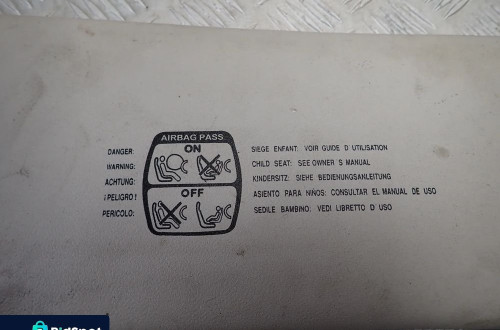 AIRBAG PASS.
ON
OFF
DANGER: SIEGE ENFANT: VOIR GUIDE D UTILISATION
WARNING: CHILD SEAT: SEE OWNER S MANUAL
ACHTUNG: KINDERSITZ: SIEHE BEDIENUNGSANLEITUNG
¡PELIGRO! ASIENTO PARA NIÑOS: CONSULTAR EL MANUAL DE USO
PERICOLO: SEDILE BAMBINO: VEDI LIBRETTO D USO
BidSpot